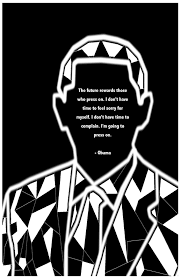 The future rewards those
who press on. I don't have
time to feel sorry for
myself. I don't have time to
complain. I'm going to
press on.
- Obama